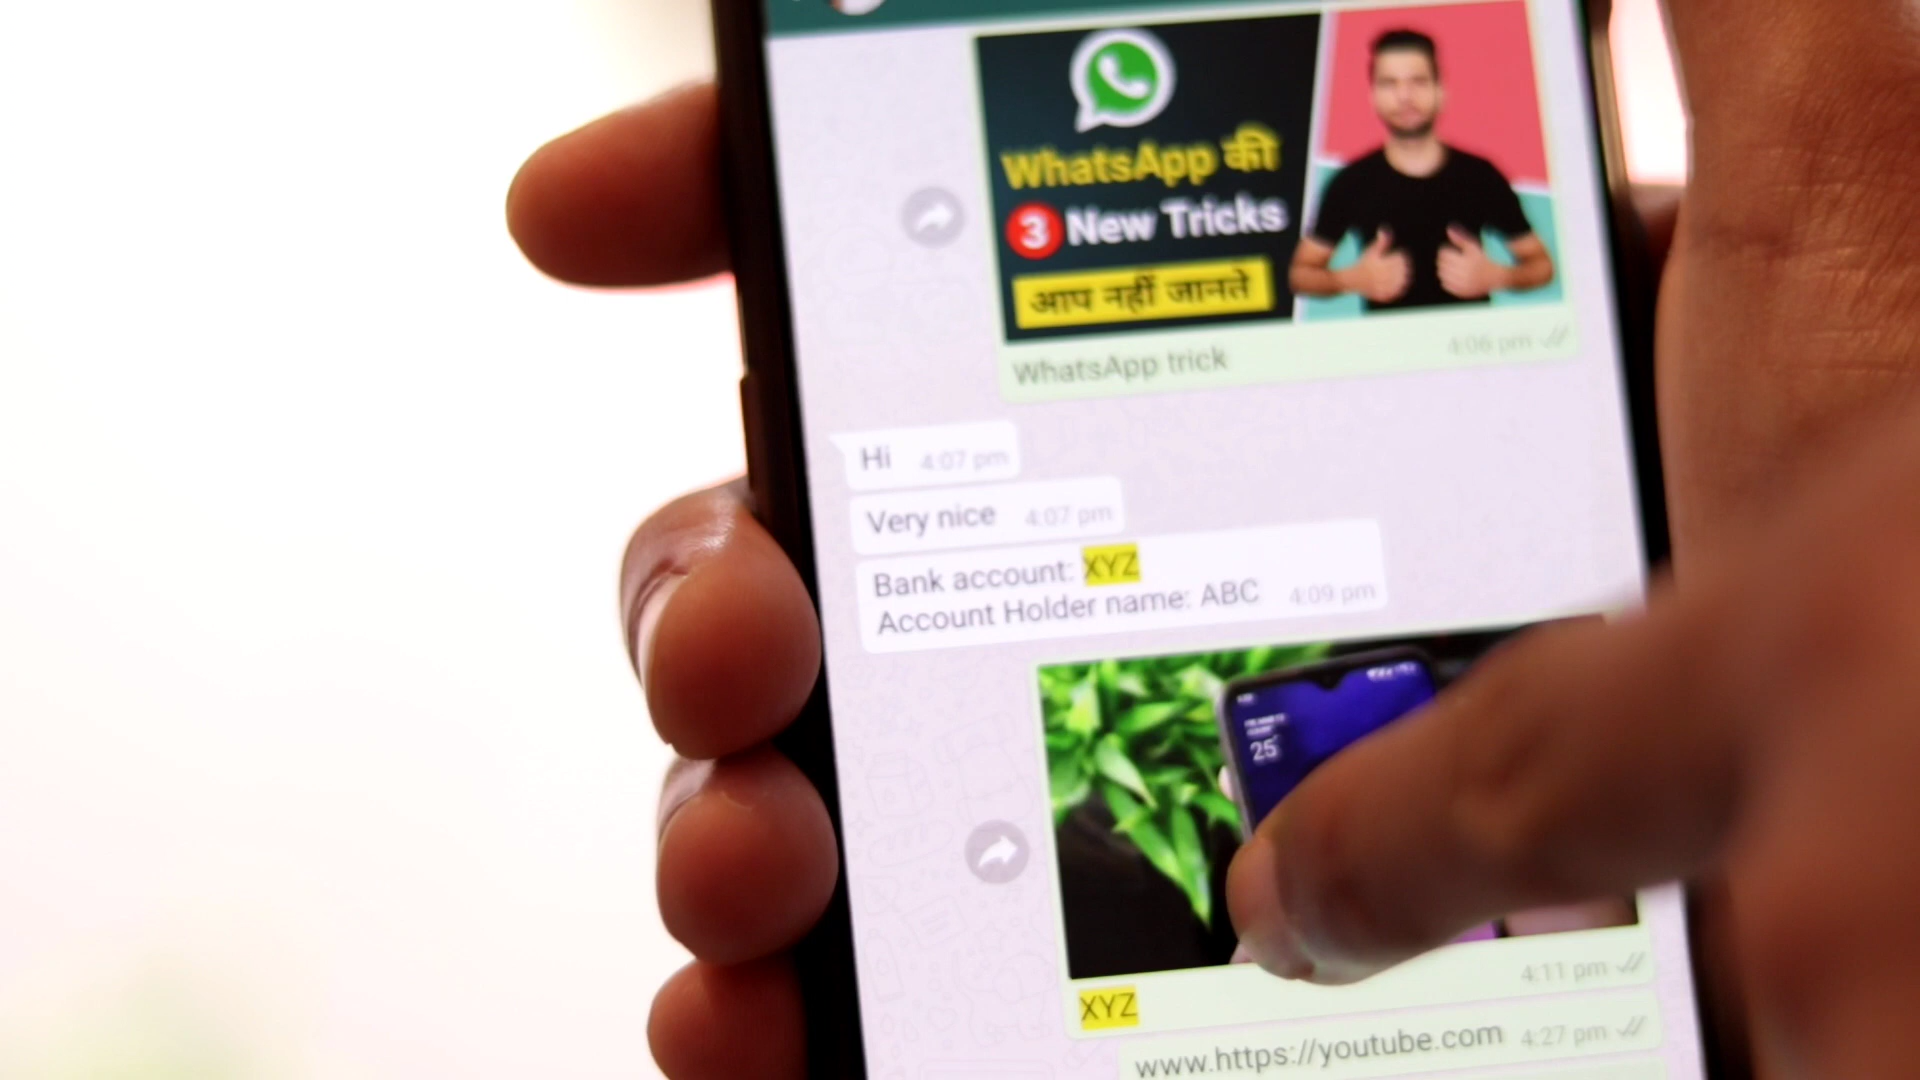 WhatsApp की
3 New Tricks
आप नहीं जानते
WhatsApp trick 4:06 pm
Hi 4:07 pm
Very nice 4:07 pm
Bank account: XYZ
Account Holder name: ABC 4:09 pm
25°
4:11 pm
XYZ
www.https://youtube.com 4:27 pm